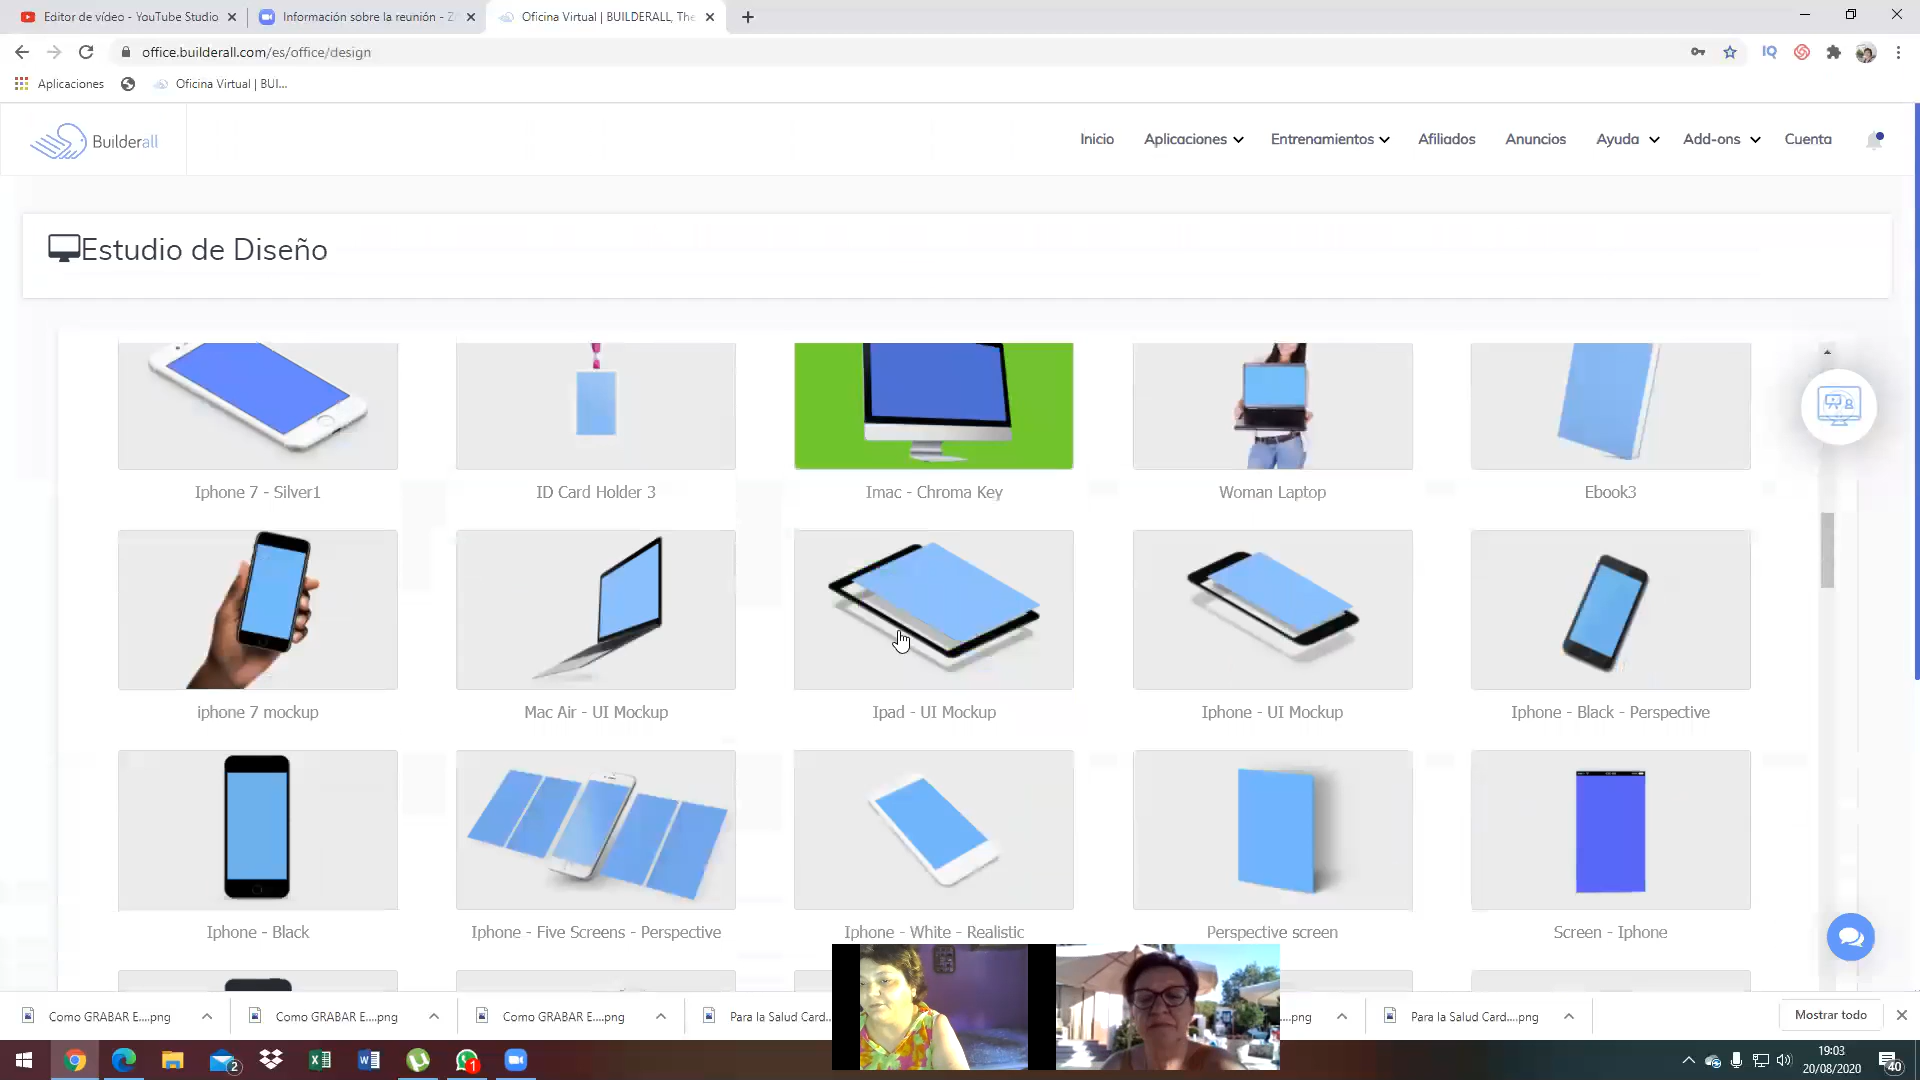 Editor de vídeo - YouTube Studio
Información sobre la reunión - Z
Oficina Virtual | BUILDERALL, The
office.builderall.com/es/office/design
Aplicaciones
Oficina Virtual | BUI...
Builderall
Inicio
Aplicaciones
Entrenamientos
Afiliados
Anuncios
Ayuda
Add-ons
Cuenta
Estudio de Diseño
Iphone 7 - Silver1
ID Card Holder 3
Imac - Chroma Key
Woman Laptop
Ebook3
iphone 7 mockup
Mac Air - UI Mockup
Ipad - UI Mockup
Iphone - UI Mockup
Iphone - Black - Perspective
Iphone - Black
Iphone - Five Screens - Perspective
Iphone - White - Realistic
Perspective screen
Screen - Iphone
Como GRABAR E....png
Como GRABAR E....png
Como GRABAR E....png
Para la Salud Card...
....png
Para la Salud Card....png
Mostrar todo
2
1
19:03
20/08/2020
40